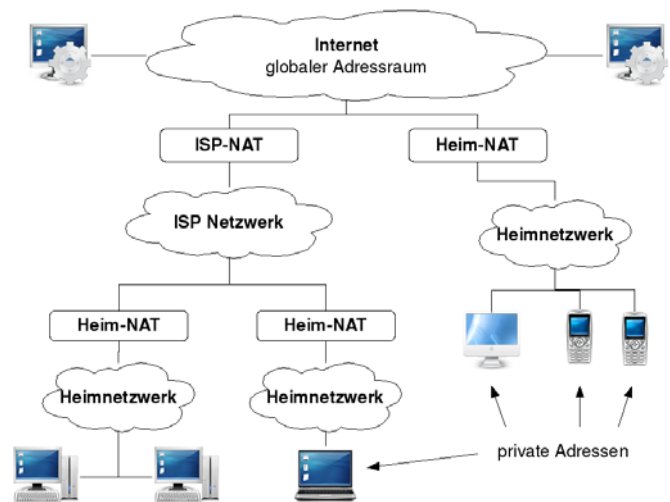 Internet
globaler Adressraum
ISP-NAT
Heim-NAT
ISP Netzwerk
Heimnetzwerk
Heim-NAT
Heim-NAT
Heimnetzwerk
Heimnetzwerk
private Adressen